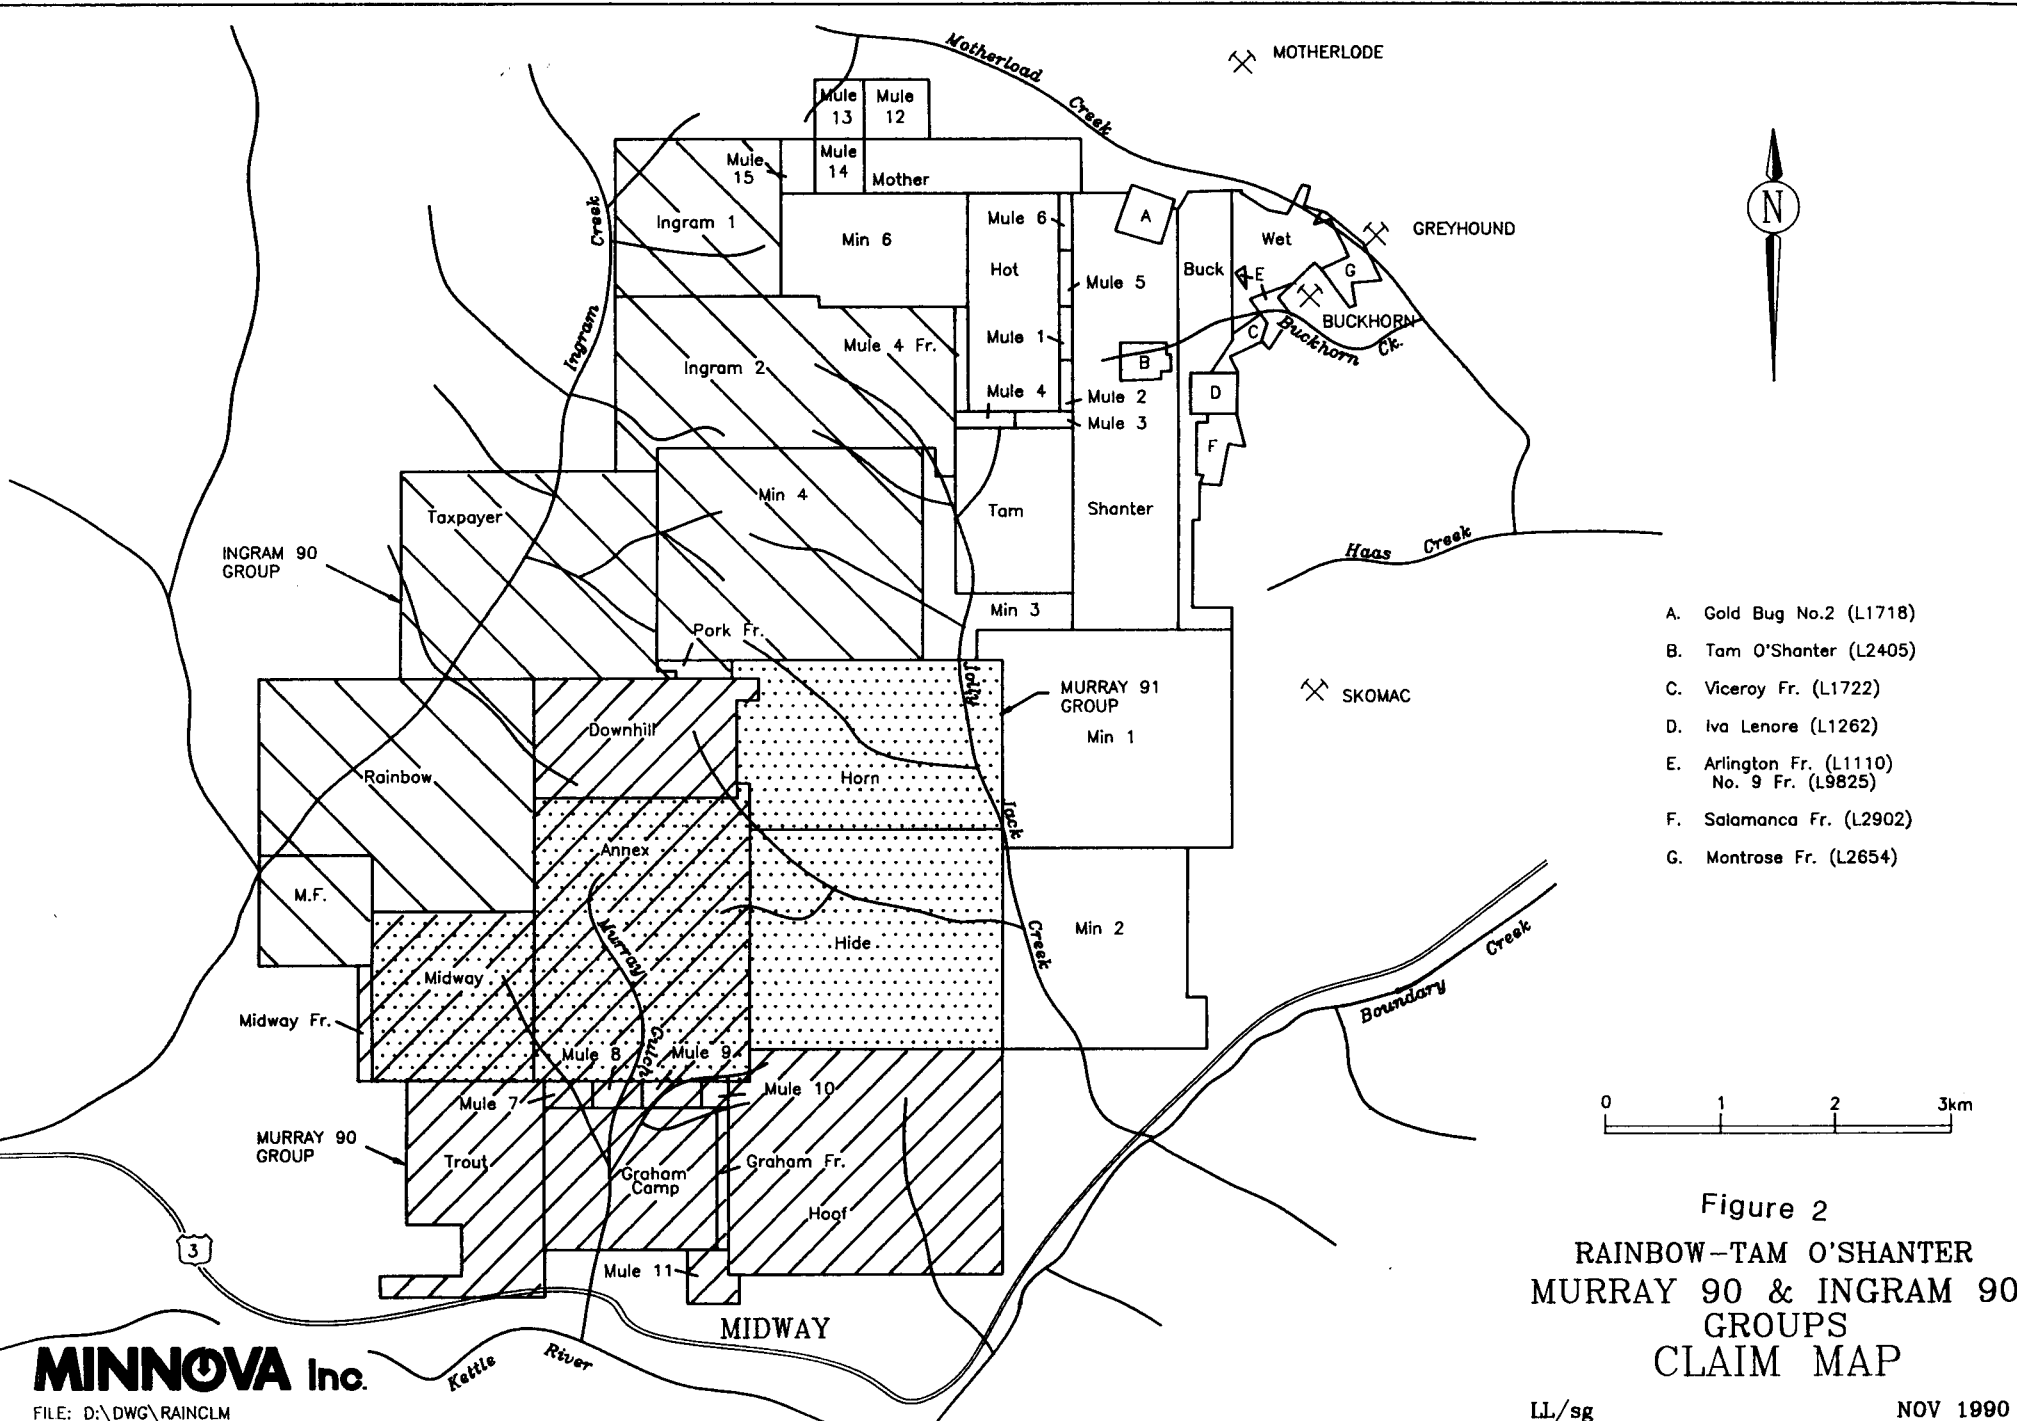 Motherload
Creek
MOTHERLODE
Mule
13
Mule
12
Mule
15
Mule
14
Mother
Ingram 1
Min 6
Mule 6
Hot
Mule 5
A
Buck
Wet
E
G
GREYHOUND
N
Ingram
Creek
Ingram 2
Mule 4 Fr.
Mule 1
Mule 4
Mule 2
Mule 3
B
C
BUCKHORN
Buckhorn
Ck.
D
F
Min 4
Tam
Shanter
Taxpayer
INGRAM 90
GROUP
Haas
Creek
Min 3
Pork Fr.
Jolly
Jack
Creek
MURRAY 91
GROUP
Min 1
SKOMAC
A. Gold Bug No.2 (L1718)
B. Tam O'Shanter (L2405)
C. Viceroy Fr. (L1722)
D. Iva Lenore (L1262)
E. Arlington Fr. (L1110)
No. 9 Fr. (L9825)
F. Salamanca Fr. (L2902)
G. Montrose Fr. (L2654)
Downhill
Rainbow
Horn
Annex
M.F.
Murray
Gulch
Hide
Min 2
Midway
Midway Fr.
Boundary
Creek
Mule 8
Mule 9
Mule 7
Mule 10
MURRAY 90
GROUP
Trout
Graham
Camp
Graham Fr.
Hoof
Mule 11
0 1 2 3km
3
MIDWAY
Kettle
River
Figure 2
RAINBOW-TAM O'SHANTER
MURRAY 90 & INGRAM 90
GROUPS
CLAIM MAP
MINNOVA Inc.
FILE: D:\DWG\RAINCLM
LL/sg
NOV 1990